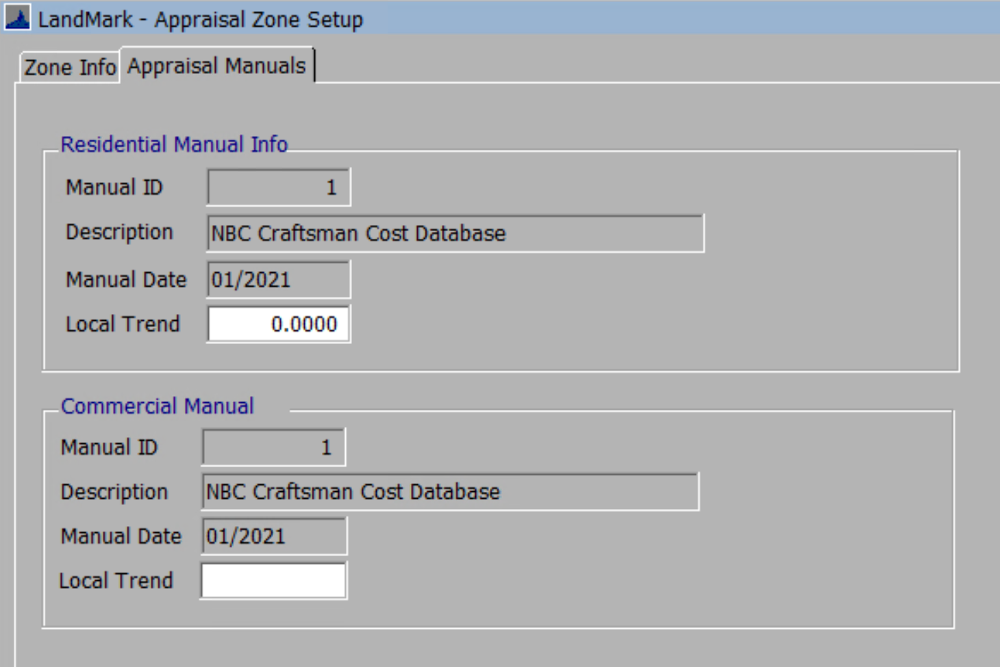 LandMark - Appraisal Zone Setup
Zone Info Appraisal Manuals
Residential Manual Info
Manual ID 1
Description NBC Craftsman Cost Database
Manual Date 01/2021
Local Trend 0.0000
Commercial Manual
Manual ID 1
Description NBC Craftsman Cost Database
Manual Date 01/2021
Local Trend